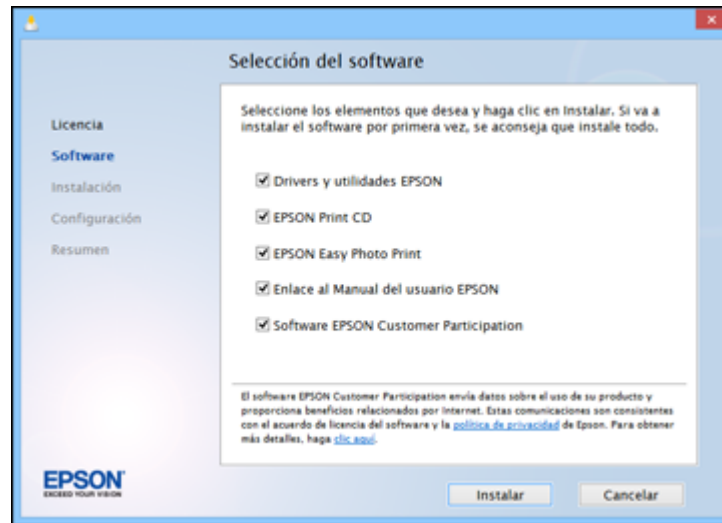 Selección del software
Licencia
Software
Instalación
Configuración
Resumen
Seleccione los elementos que desea y haga clic en Instalar. Si va a
instalar el software por primera vez, se aconseja que instale todo.
Drivers y utilidades EPSON
EPSON Print CD
EPSON Easy Photo Print
Enlace al Manual del usuario EPSON
Software EPSON Customer Participation
El software EPSON Customer Participation envía datos sobre el uso de su producto y
proporciona beneficios relacionados por Internet. Estas comunicaciones son consistentes
con el acuerdo de licencia del software y la política de privacidad de Epson. Para obtener
más detalles, haga clic aquí.
EPSON
EXCEED YOUR VISION
Instalar
Cancelar